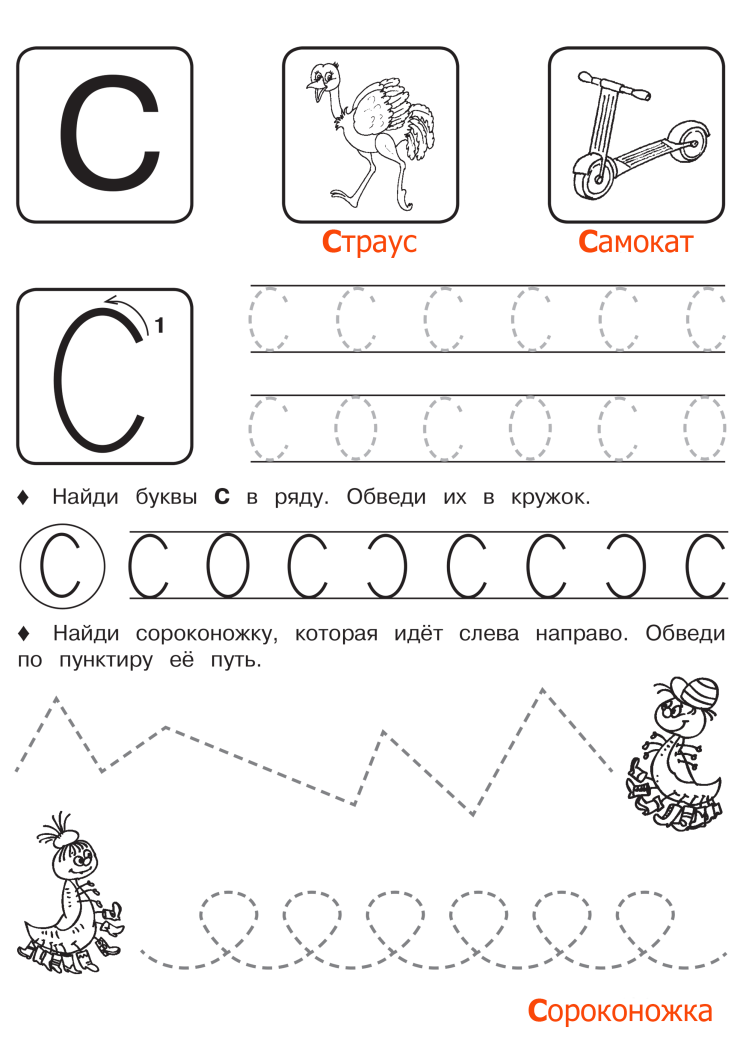 С
Страус Самокат
1
С
С С С С С С
С О С О С О
♦ Найди буквы С в ряду. Обведи их в кружок.
С С О С Ɔ С С Ɔ С
♦ Найди сороконожку, которая идёт слева направо. Обведи
по пунктиру её путь.
Сороконожка